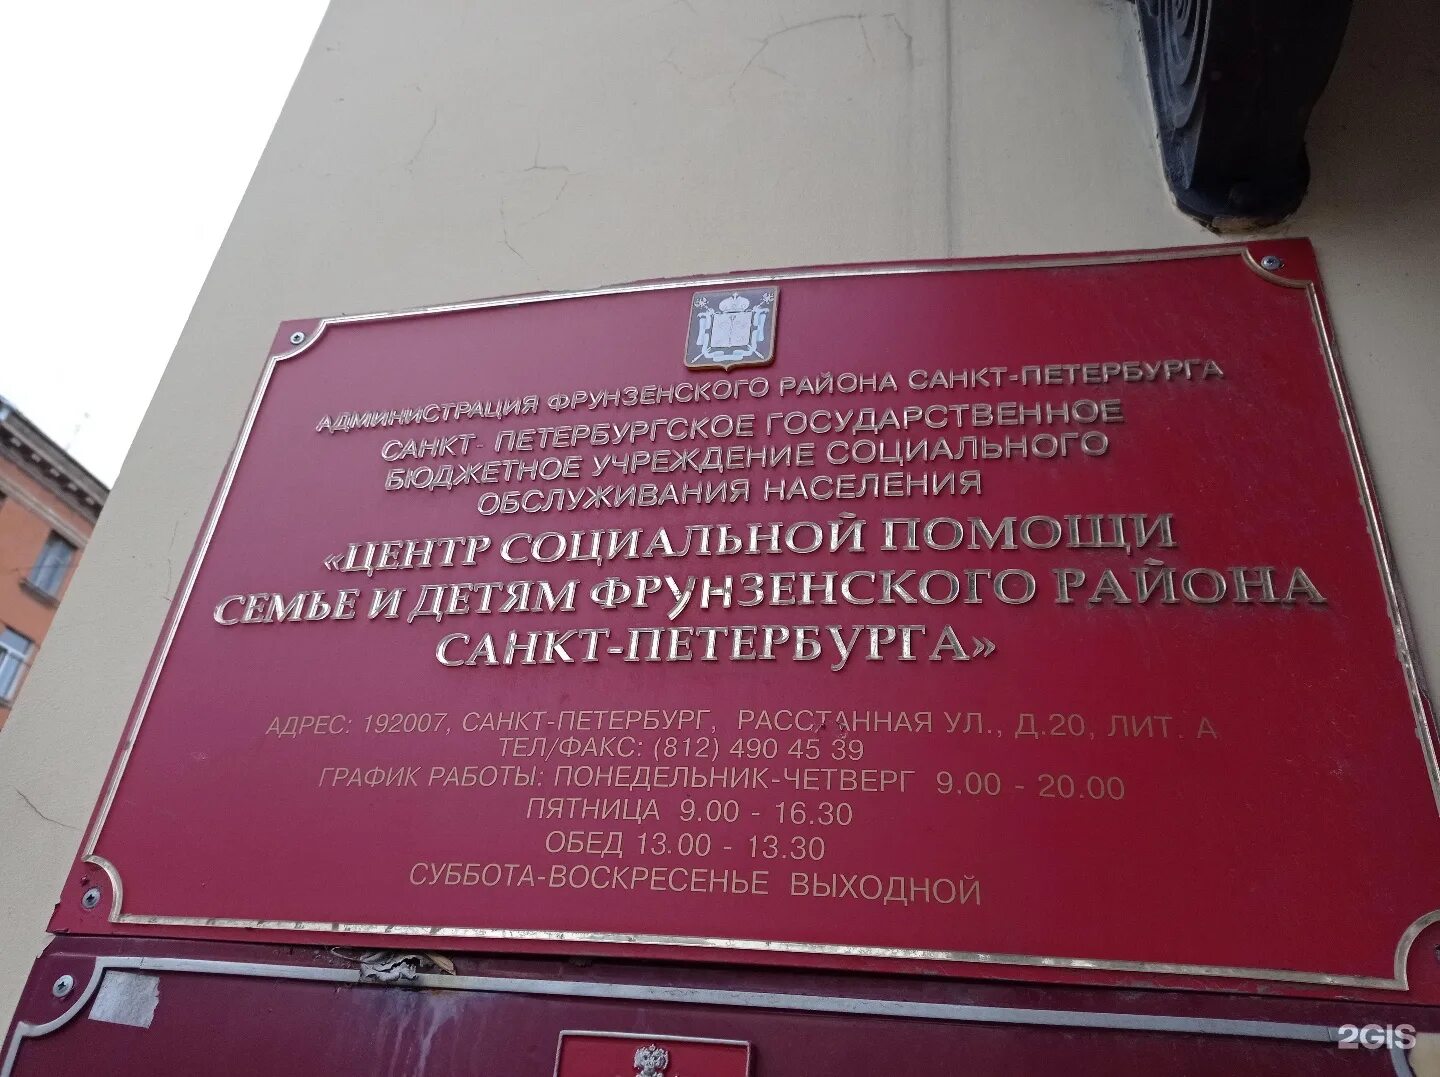 АДМИНИСТРАЦИЯ ФРУНЗЕНСКОГО РАЙОНА САНКТ-ПЕТЕРБУРГА
САНКТ- ПЕТЕРБУРГСКОЕ ГОСУДАРСТВЕННОЕ
БЮДЖЕТНОЕ УЧРЕЖДЕНИЕ СОЦИАЛЬНОГО
ОБСЛУЖИВАНИЯ НАСЕЛЕНИЯ
«ЦЕНТР СОЦИАЛЬНОЙ ПОМОЩИ
СЕМЬЕ И ДЕТЯМ ФРУНЗЕНСКОГО РАЙОНА
САНКТ-ПЕТЕРБУРГА»
АДРЕС: 192007, САНКТ-ПЕТЕРБУРГ, РАССТАННАЯ УЛ., Д.20, ЛИТ. А
ТЕЛ/ФАКС: (812) 490 45 39
ГРАФИК РАБОТЫ: ПОНЕДЕЛЬНИК-ЧЕТВЕРГ 9.00 - 20.00
ПЯТНИЦА 9.00 - 16.30
ОБЕД 13.00 - 13.30
СУББОТА-ВОСКРЕСЕНЬЕ ВЫХОДНОЙ
2GIS